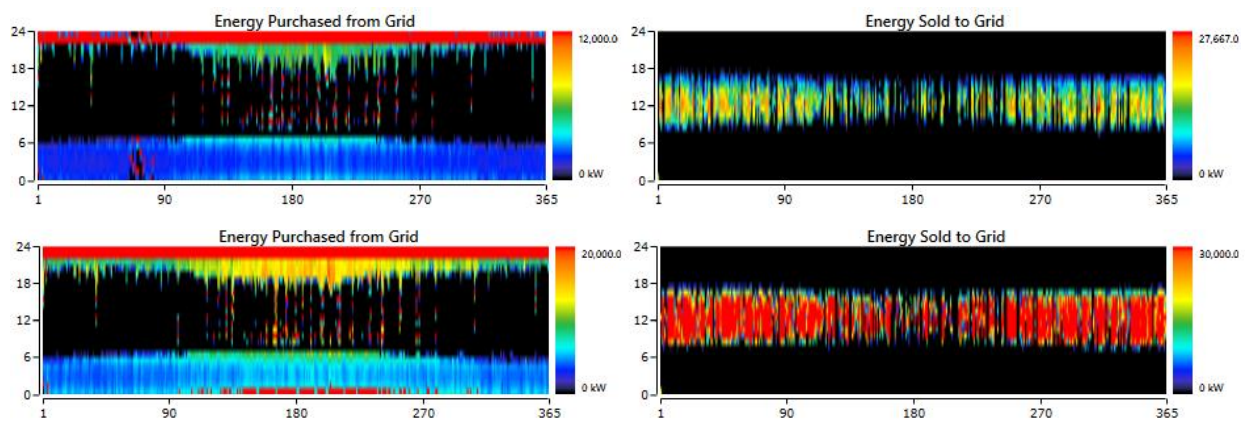 Energy Purchased from Grid
24
18
12
6
0
1 90 180 270 365
12,000.0
0 kW
Energy Sold to Grid
24
18
12
6
0
1 90 180 270 365
27,667.0
0 kW
Energy Purchased from Grid
24
18
12
6
0
1 90 180 270 365
20,000.0
0 kW
Energy Sold to Grid
24
18
12
6
0
1 90 180 270 365
30,000.0
0 kW